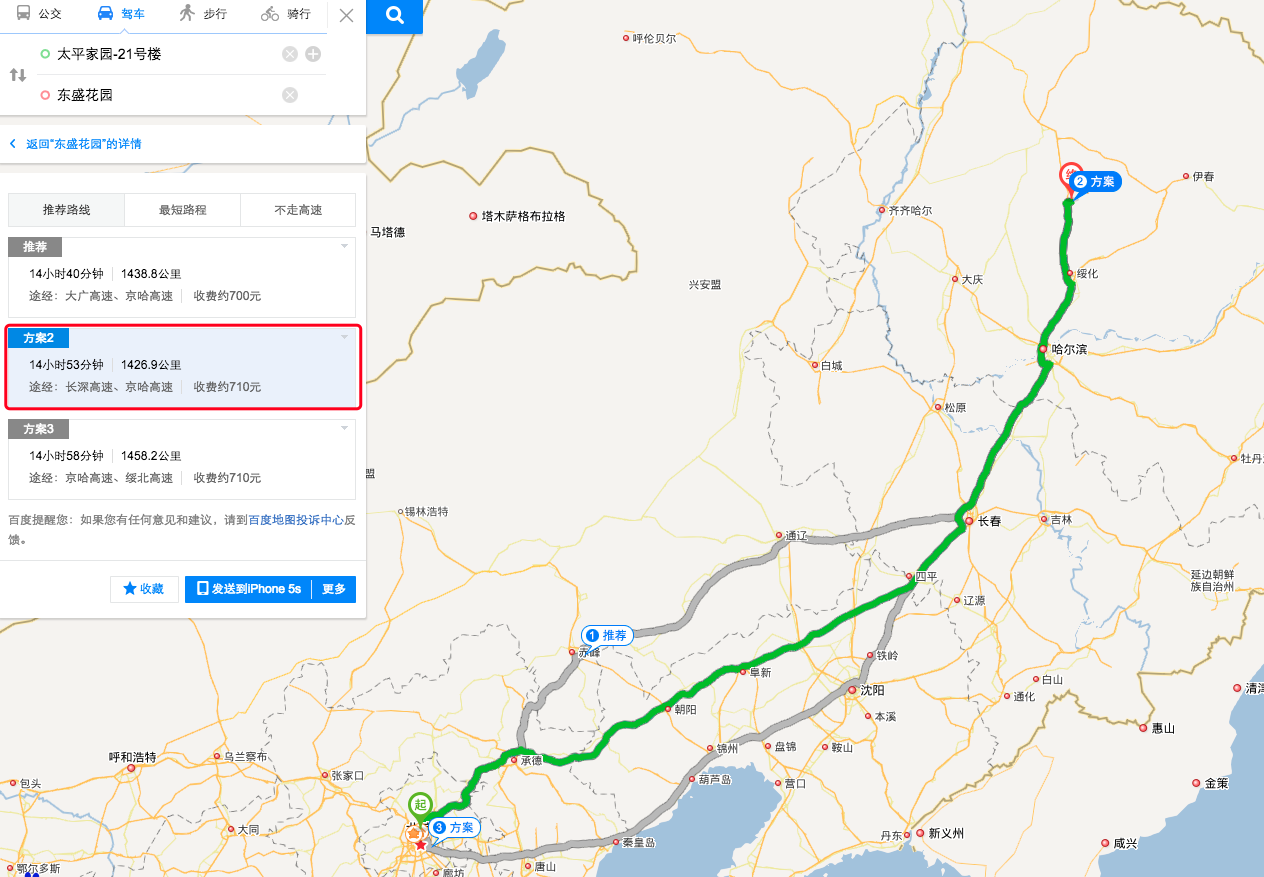 公交 驾车 步行 骑行
太平家园-21号楼
东盛花园
返回"东盛花园"的详情
推荐路线 最短路程 不走高速
推荐
14小时40分钟 1438.8公里
途经：大广高速、京哈高速 收费约700元
方案2
14小时53分钟 1426.9公里
途经：长深高速、京哈高速 收费约710元
方案3
14小时58分钟 1458.2公里
途经：京哈高速、绥北高速 收费约710元
百度提醒您：如果您有任何意见和建议，请到百度地图投诉中心反
馈。
收藏 发送到iPhone 5s 更多
呼伦贝尔
2 方案
伊春
齐齐哈尔
塔木萨格布拉格
马塔德
绥化
大庆
兴安盟
哈尔滨
白城
松原
牡丹
盟
锡林浩特
长春
吉林
通辽
四平
延边朝鲜
族自治州
辽源
1 推荐
赤峰
铁岭
阜新
白山
沈阳
清津
通化
朝阳
本溪
惠山
锦州
盘锦
鞍山
呼和浩特
乌兰察布
承德
张家口
葫芦岛
营口
金策
包头
起
3 方案
大同
丹东
新义州
秦皇岛
咸兴
唐山
鄂尔多斯
廊坊